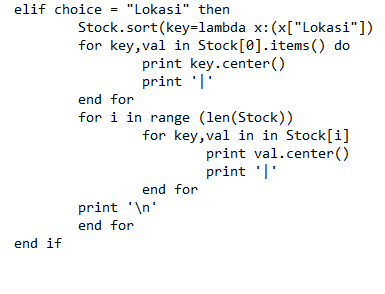 elif choice = "Lokasi" then
Stock.sort(key=lambda x:(x["Lokasi"])
for key,val in Stock[0].items() do
print key.center()
print '|'
end for
for i in range (len(Stock))
for key,val in in Stock[i]
print val.center()
print '|'
end for
print '\n'
end for
end if